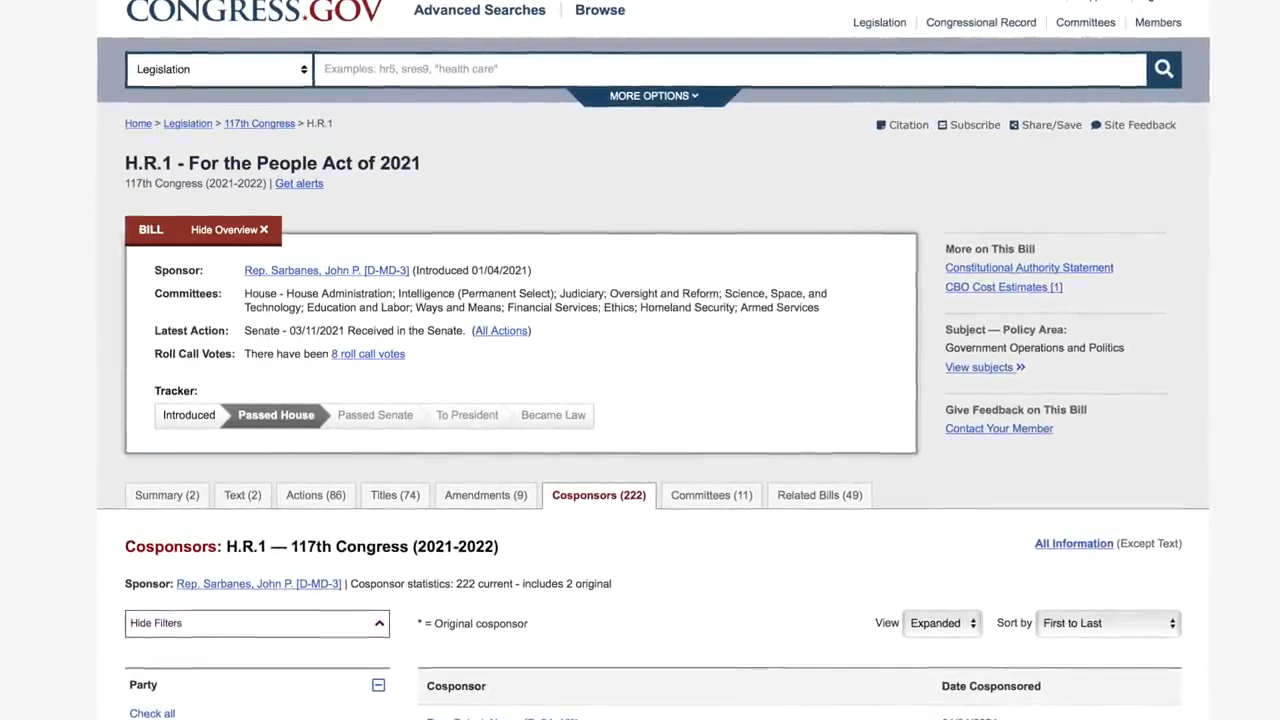 CONGRESS.GOV
Advanced Searches
Browse
Legislation
Congressional Record
Committees
Members
Legislation
Examples: hr5, sres9, "health care"
MORE OPTIONS
Home > Legislation > 117th Congress > H.R.1
Citation
Subscribe
Share/Save
Site Feedback
H.R.1 - For the People Act of 2021
117th Congress (2021-2022) | Get alerts
BILL
Hide Overview ×
Sponsor: Rep. Sarbanes, John P. [D-MD-3] (Introduced 01/04/2021)
Committees: House - House Administration; Intelligence (Permanent Select); Judiciary; Oversight and Reform; Science, Space, and
Technology; Education and Labor; Ways and Means; Financial Services; Ethics; Homeland Security; Armed Services
Latest Action: Senate - 03/11/2021 Received in the Senate. (All Actions)
Roll Call Votes: There have been 8 roll call votes
Tracker:
Introduced
Passed House
Passed Senate
To President
Became Law
More on This Bill
Constitutional Authority Statement
CBO Cost Estimates [1]
Subject — Policy Area:
Government Operations and Politics
View subjects »
Give Feedback on This Bill
Contact Your Member
Summary (2)
Text (2)
Actions (86)
Titles (74)
Amendments (9)
Cosponsors (222)
Committees (11)
Related Bills (49)
Cosponsors: H.R.1 — 117th Congress (2021-2022)
All Information (Except Text)
Sponsor: Rep. Sarbanes, John P. [D-MD-3] | Cosponsor statistics: 222 current - includes 2 original
Hide Filters
* = Original cosponsor
View Expanded
Sort by First to Last
Party
Check all
Cosponsor
Date Cosponsored